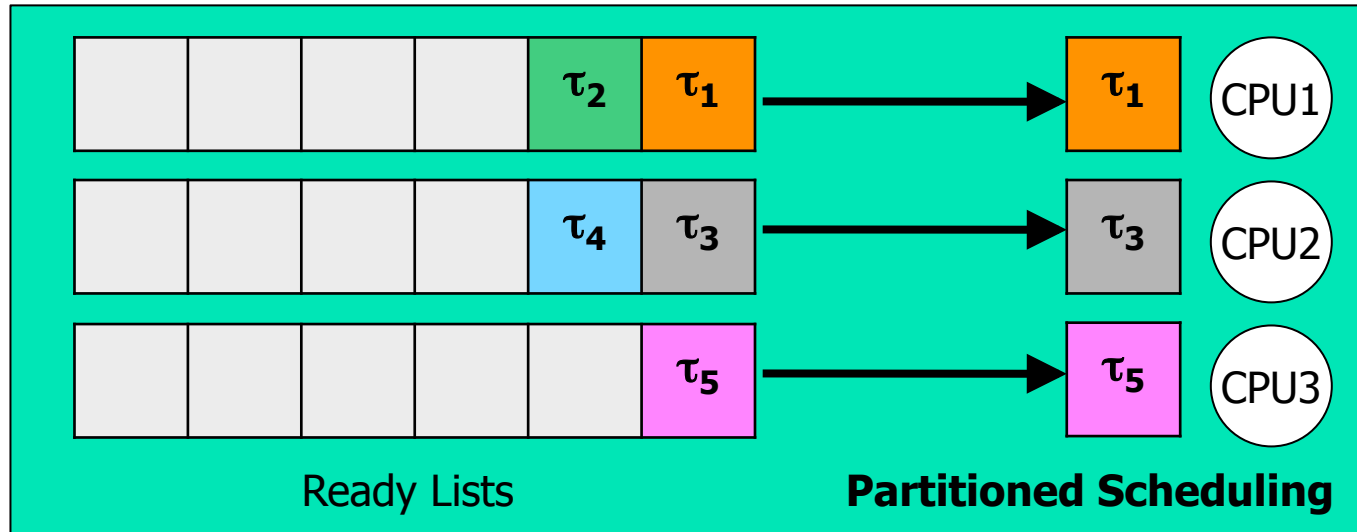 τ2 τ1 τ1 CPU1
τ4 τ3 τ3 CPU2
τ5 τ5 CPU3
Ready Lists Partitioned Scheduling